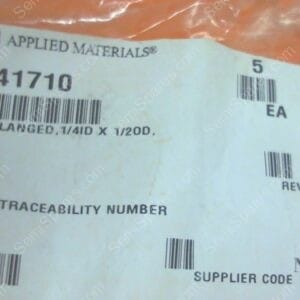 APPLIED MATERIALS®
5
41710
EA
LANGED,1/4ID X 1/2OD,
REV
TRACEABILITY NUMBER
SUPPLIER CODE